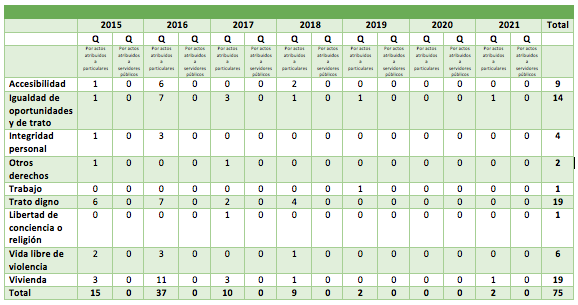 2015 2016 2017 2018 2019 2020 2021 Total
Q Q Q Q Q Q Q Q Q Q Q Q Q Q
Por actos atribuidos a particulares Por actos atribuidos a servidores públicos Por actos atribuidos a particulares Por actos atribuidos a servidores públicos Por actos atribuidos a particulares Por actos atribuidos a servidores públicos Por actos atribuidos a particulares Por actos atribuidos a servidores públicos Por actos atribuidos a particulares Por actos atribuidos a servidores públicos Por actos atribuidos a particulares Por actos atribuidos a servidores públicos Por actos atribuidos a particulares Por actos atribuidos a servidores públicos
Accesibilidad 1 0 6 0 0 0 2 0 0 0 0 0 0 0 9
Igualdad de 1 0 7 0 3 0 1 0 1 0 0 0 1 0 14
oportunidades
y de trato
Integridad 1 0 3 0 0 0 0 0 0 0 0 0 0 0 4
personal
Otros 1 0 0 0 1 0 0 0 0 0 0 0 0 0 2
derechos
Trabajo 0 0 0 0 0 0 0 0 1 0 0 0 0 0 1
Trato digno 6 0 7 0 2 0 4 0 0 0 0 0 0 0 19
Libertad de 0 0 0 0 1 0 0 0 0 0 0 0 0 0 1
conciencia o
religión
Vida libre de 2 0 3 0 0 0 1 0 0 0 0 0 0 0 6
violencia
Vivienda 3 0 11 0 3 0 1 0 0 0 0 0 1 0 19
Total 15 0 37 0 10 0 9 0 2 0 0 0 2 0 75